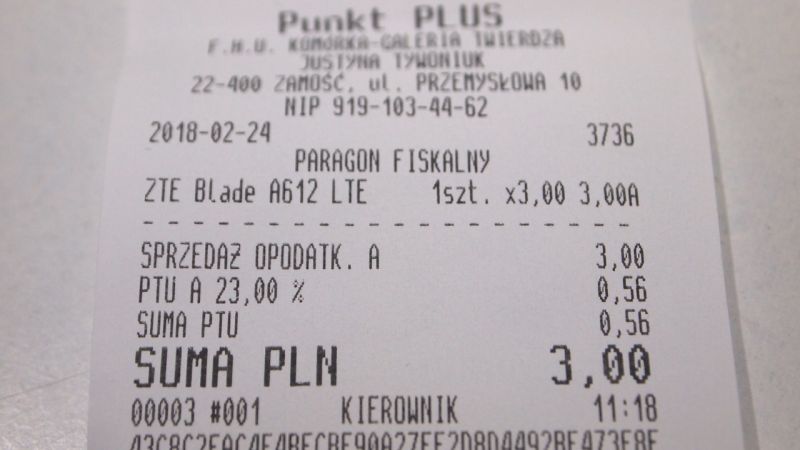 Punkt PLUS
F.H.U. KOMÓRKA-GALERIA TWIERDZA
JUSTYNA TYWONIUK
22-400 ZAMOŚĆ, ul. PRZEMYSŁOWA 10
NIP 919-103-44-62
2018-02-24 3736
PARAGON FISKALNY
ZTE Blade A612 LTE 1szt. x3,00 3,00A
- - - - - - - - - - - - - - - - - - - - - - - - - - - - -
SPRZEDAŻ OPODATK. A 3,00
PTU A 23,00 % 0,56
SUMA PTU 0,56
SUMA PLN 3,00
00003 #001 KIEROWNIK 11:18